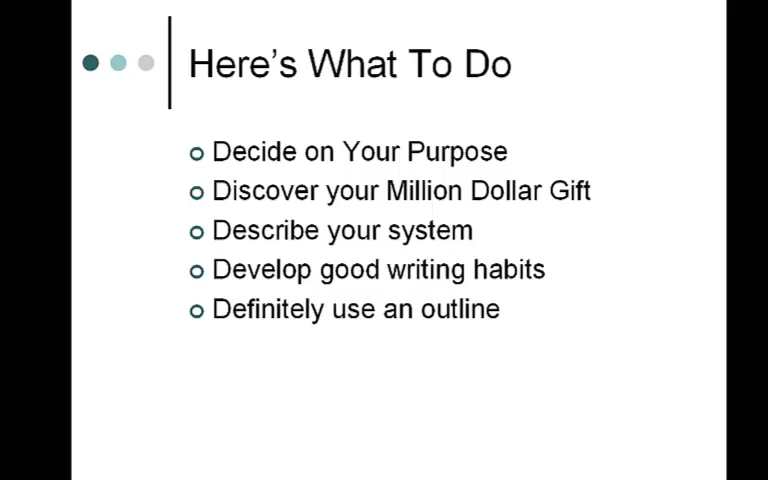 Here's What To Do
Decide on Your Purpose
Discover your Million Dollar Gift
Describe your system
Develop good writing habits
Definitely use an outline